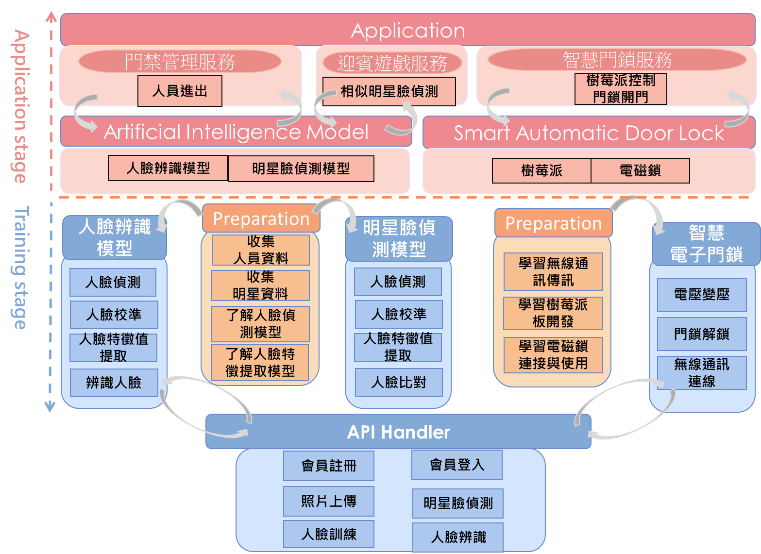 Application stage
Training stage
Application
門禁管理服務
人員進出
迎賓遊戲服務
相似明星臉偵測
智慧門鎖服務
樹莓派控制
門鎖開門
Artificial Intelligence Model
人臉辨識模型
明星臉偵測模型
Smart Automatic Door Lock
樹莓派
電磁鎖
人臉辨識
模型
人臉偵測
人臉校準
人臉特徵值
提取
辨識人臉
Preparation
收集
人員資料
收集
明星資料
了解人臉偵
測模型
了解人臉特
徵提取模型
明星臉偵
測模型
人臉偵測
人臉校準
人臉特徵值
提取
人臉比對
Preparation
學習無線通
訊傳訊
學習樹莓派
板開發
學習電磁鎖
連接與使用
智慧
電子門鎖
電壓變壓
門鎖解鎖
無線通訊
連線
API Handler
會員註冊
會員登入
照片上傳
明星臉偵測
人臉訓練
人臉辨識